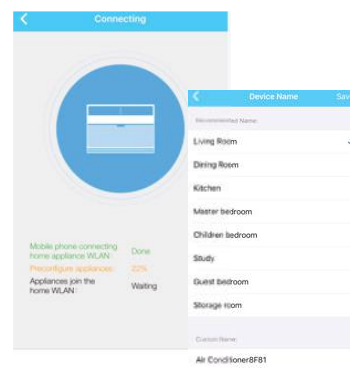 Connecting
Mobile phone connecting
home appliance WLAN:
Done
Preconfigure appliances:
22%
Appliances join the
home WLAN:
Waiting
Device Name
Save
Recommended Name:
Living Room
Dining Room
Kitchen
Master bedroom
Children bedroom
Study
Guest bedroom
Storage room
Custom Name:
Air Conditioner8F81